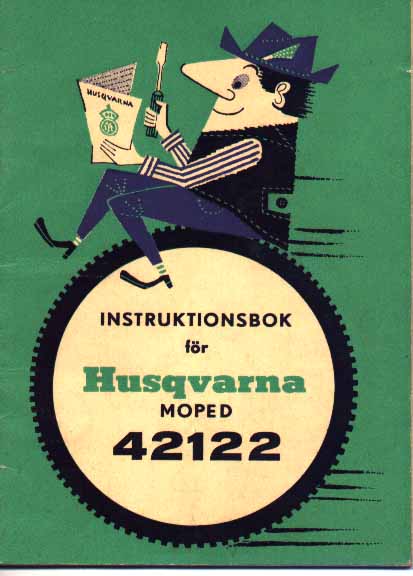 HUSQVARNA
INSTRUKTIONSBOK
för
Husqvarna
MOPED
42122